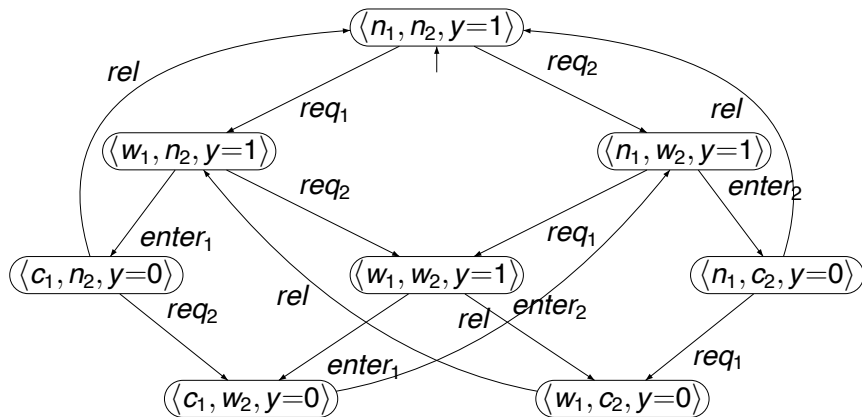 ⟨n₁, n₂, y=1⟩
rel
req₂
req₁
rel
⟨w₁, n₂, y=1⟩
⟨n₁, w₂, y=1⟩
req₂
enter₂
enter₁
req₁
⟨c₁, n₂, y=0⟩
⟨w₁, w₂, y=1⟩
⟨n₁, c₂, y=0⟩
req₂
rel
rel
enter₂
enter₁
req₁
⟨c₁, w₂, y=0⟩
⟨w₁, c₂, y=0⟩